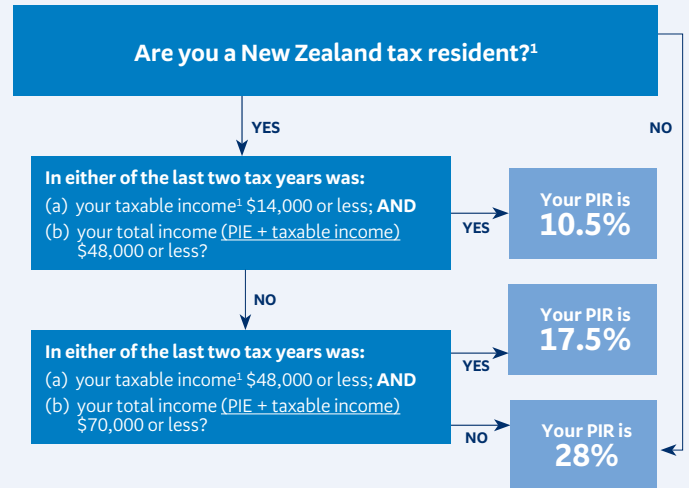 Are you a New Zealand tax resident?¹
YES
NO
In either of the last two tax years was:
(a) your taxable income¹ $14,000 or less; AND
(b) your total income (PIE + taxable income)
$48,000 or less?
YES
Your PIR is
10.5%
NO
In either of the last two tax years was:
(a) your taxable income¹ $48,000 or less; AND
(b) your total income (PIE + taxable income)
$70,000 or less?
YES
Your PIR is
17.5%
NO
Your PIR is
28%